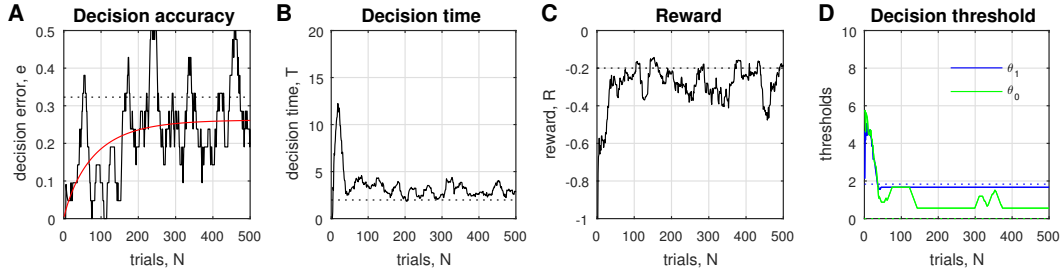 A Decision accuracy
decision error, e
0.5
0.4
0.3
0.2
0.1
0
0 100 200 300 400 500
trials, N
B Decision time
decision time, T
20
15
10
5
0
0 100 200 300 400 500
trials, N
C Reward
reward, R
0
-0.2
-0.4
-0.6
-0.8
-1
0 100 200 300 400 500
trials, N
D Decision threshold
thresholds
10
8
6
4
2
0
θ1
θ0
0 100 200 300 400 500
trials, N